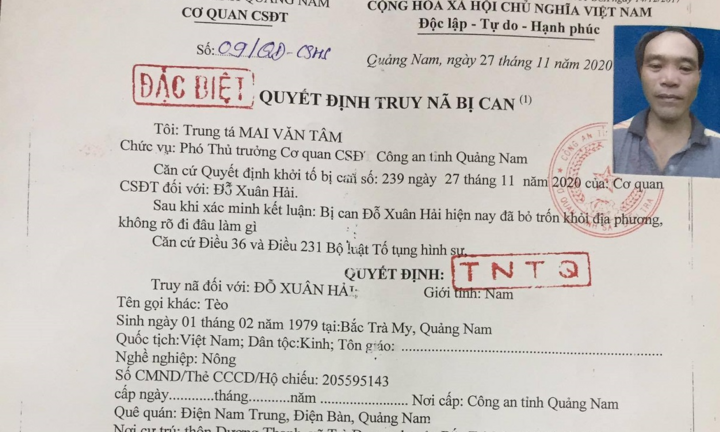 QUẢNG NAM
CƠ QUAN CSĐT
Số: 09/QĐ-CSHS
CỘNG HÒA XÃ HỘI CHỦ NGHĨA VIỆT NAM
Độc lập - Tự do - Hạnh phúc
Quảng Nam, ngày 27 tháng 11 năm 2020
ĐẶC BIỆT
QUYẾT ĐỊNH TRUY NÃ BỊ CAN (1)
Tôi: Trung tá MAI VĂN TÂM
Chức vụ: Phó Thủ trưởng Cơ quan CSĐ Công an tỉnh Quảng Nam
Căn cứ Quyết định khởi tố bị can số: 239 ngày 27 tháng 11 năm 2020 của: Cơ quan
CSĐT đối với: Đỗ Xuân Hải.
Sau khi xác minh kết luận: Bị can Đỗ Xuân Hải hiện nay đã bỏ trốn khỏi địa phương,
không rõ đi đâu làm gì
Căn cứ Điều 36 và Điều 231 Bộ luật Tố tụng hình sự,
QUYẾT ĐỊNH:
TNTQ
Truy nã đối với: ĐỖ XUÂN HẢI Giới tính: Nam
Tên gọi khác: Tèo
Sinh ngày 01 tháng 02 năm 1979 tại:Bắc Trà My, Quảng Nam
Quốc tịch:Việt Nam; Dân tộc:Kinh; Tôn giáo: ........................................
Nghề nghiệp: Nông
Số CMND/Thẻ CCCD/Hộ chiếu: 205595143
cấp ngày............tháng..........năm ..................... Nơi cấp: Công an tỉnh Quảng Nam
Quê quán: Điện Nam Trung, Điện Bàn, Quảng Nam